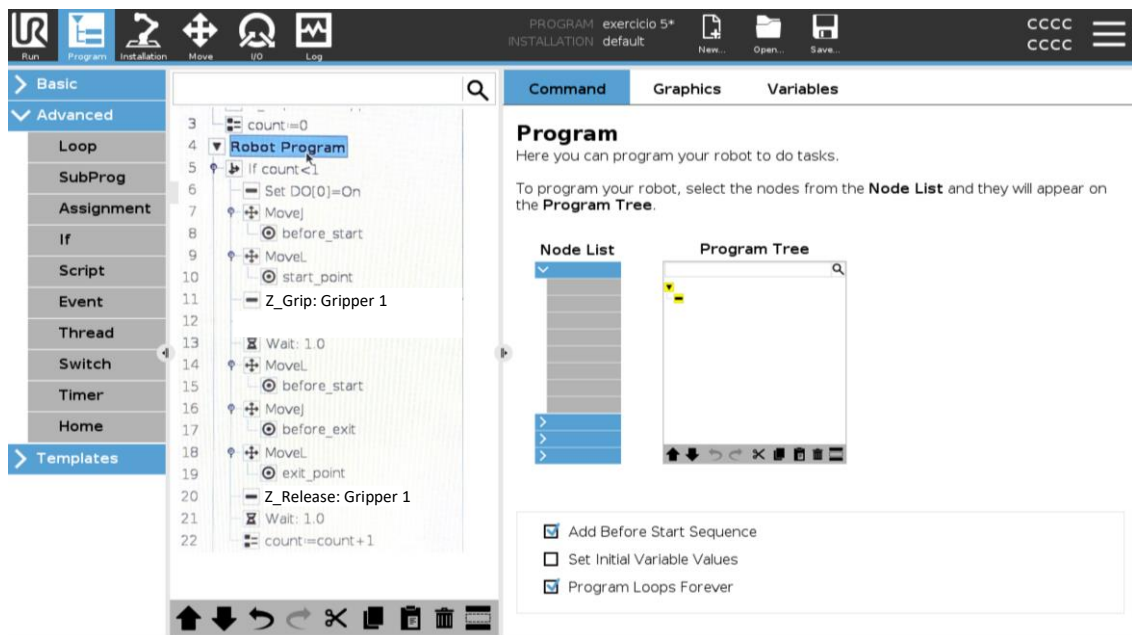 PROGRAM exercicio 5*
INSTALLATION default
CCCC
CCCC
Run
Program
Installation
Move
I/O
Log
New...
Open...
Save...
Basic
Advanced
Loop
SubProg
Assignment
If
Script
Event
Thread
Switch
Timer
Home
Templates
3 count:=0
4 Robot Program
5 If count<1
6 Set DO[0]=On
7 MoveJ
8 before_start
9 MoveL
10 start_point
11 Z_Grip: Gripper 1
12
13 Wait: 1.0
14 MoveL
15 before_start
16 MoveJ
17 before_exit
18 MoveL
19 exit_point
20 Z_Release: Gripper 1
21 Wait: 1.0
22 count:=count+1
Command Graphics Variables
Program
Here you can program your robot to do tasks.
To program your robot, select the nodes from the Node List and they will appear on
the Program Tree.
Node List
Program Tree
Add Before Start Sequence
Set Initial Variable Values
Program Loops Forever